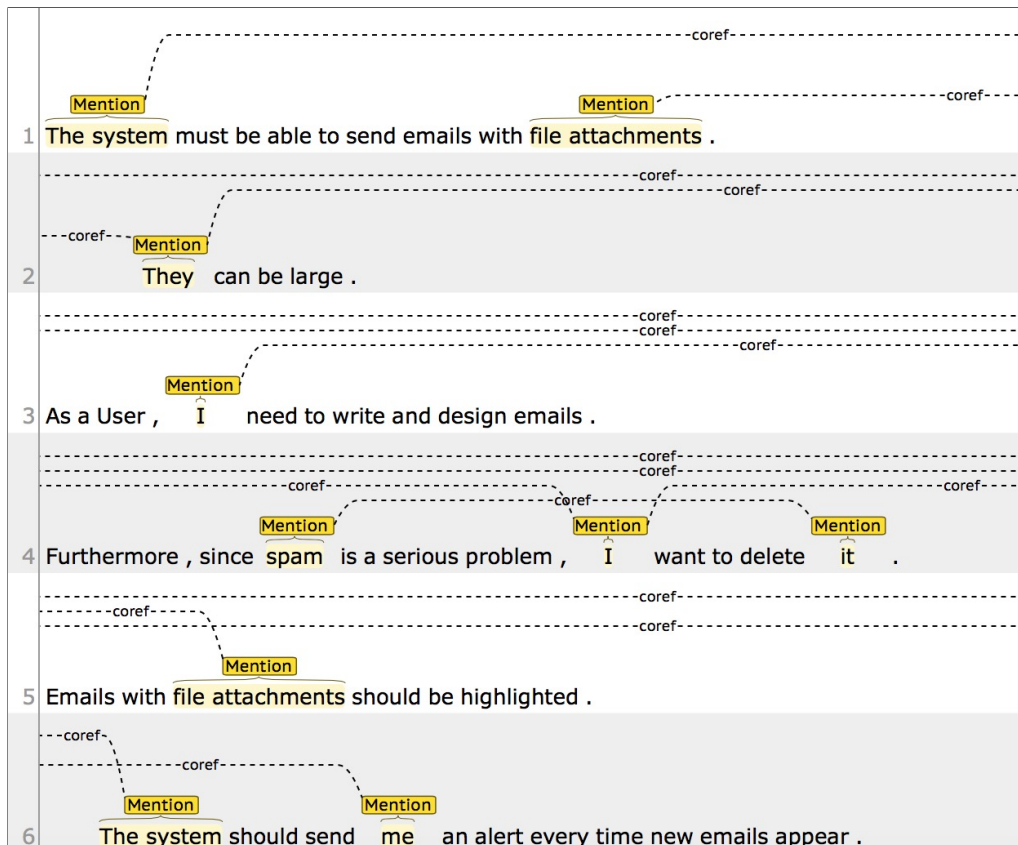 coref
Mention Mention coref
1 The system must be able to send emails with file attachments .
coref
coref
coref Mention
2 They can be large .
coref
coref
coref
Mention
3 As a User , I need to write and design emails .
coref
coref
coref coref
coref
Mention Mention Mention
4 Furthermore , since spam is a serious problem , I want to delete it .
coref
coref
coref
Mention
5 Emails with file attachments should be highlighted .
coref
coref
Mention Mention
6 The system should send me an alert every time new emails appear .